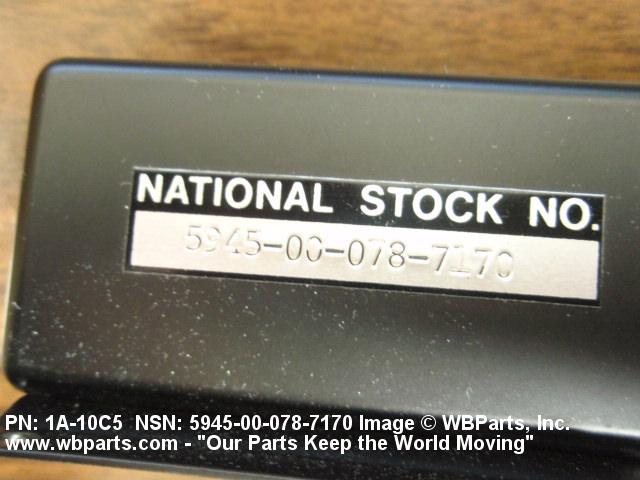 NATIONAL STOCK NO.
5945-00-078-7170
PN: 1A-10C5  NSN: 5945-00-078-7170 Image © WBParts, Inc.
www.wbparts.com - "Our Parts Keep the World Moving"